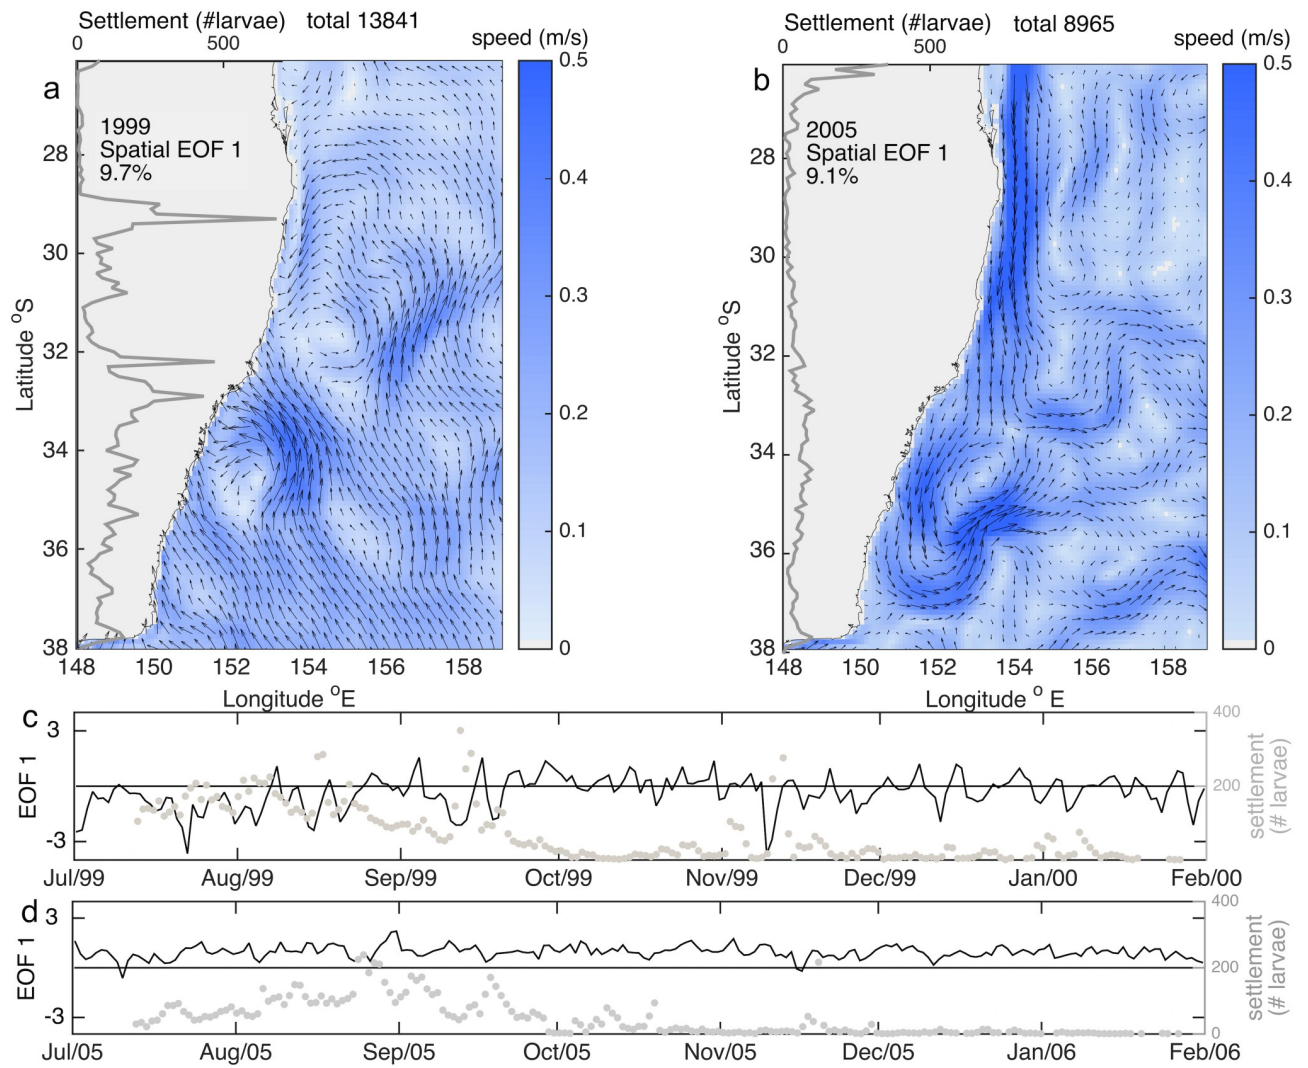 Settlement (#larvae) total 13841
0 500
speed (m/s)
a
1999
Spatial EOF 1
9.7%
28
30
32
34
36
38
Latitude °S
148 150 152 154 156 158
Longitude °E
0.5
0.4
0.3
0.2
0.1
0
Settlement (#larvae) total 8965
0 500
speed (m/s)
b
2005
Spatial EOF 1
9.1%
28
30
32
34
36
38
Latitude °S
148 150 152 154 156 158
Longitude °E
0.5
0.4
0.3
0.2
0.1
0
c
EOF 1
3
-3
400
200
settlement
(# larvae)
Jul/99 Aug/99 Sep/99 Oct/99 Nov/99 Dec/99 Jan/00 Feb/00
d
EOF 1
3
-3
400
200
0
settlement
(# larvae)
Jul/05 Aug/05 Sep/05 Oct/05 Nov/05 Dec/05 Jan/06 Feb/06